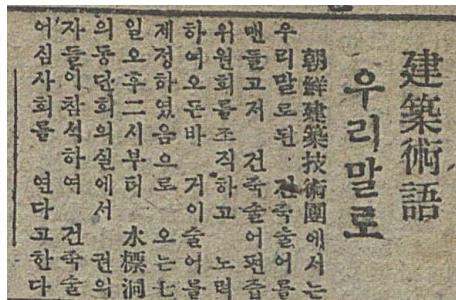 建築術語
우리말로
朝鮮建築技術團에서는
우리말로된 건축술어를
맨들고저 건축술어편즙
위원회를조직하고 노력
하여오든바 거이술어를
제정하였음으로 오는七
일오후二시부터 水標洞
의동단회의실에서 권의
자들이참석하여 건축술
어심사회를 연다고한다